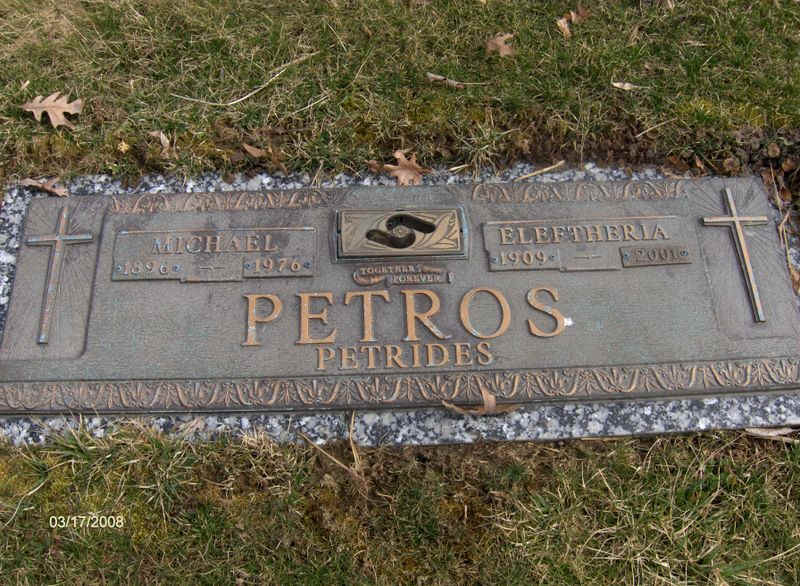 MICHAEL
1896 — 1976
TOGETHER
FOREVER
ELEFTHERIA
1909 — 2001
PETROS
PETRIDES
03/17/2008